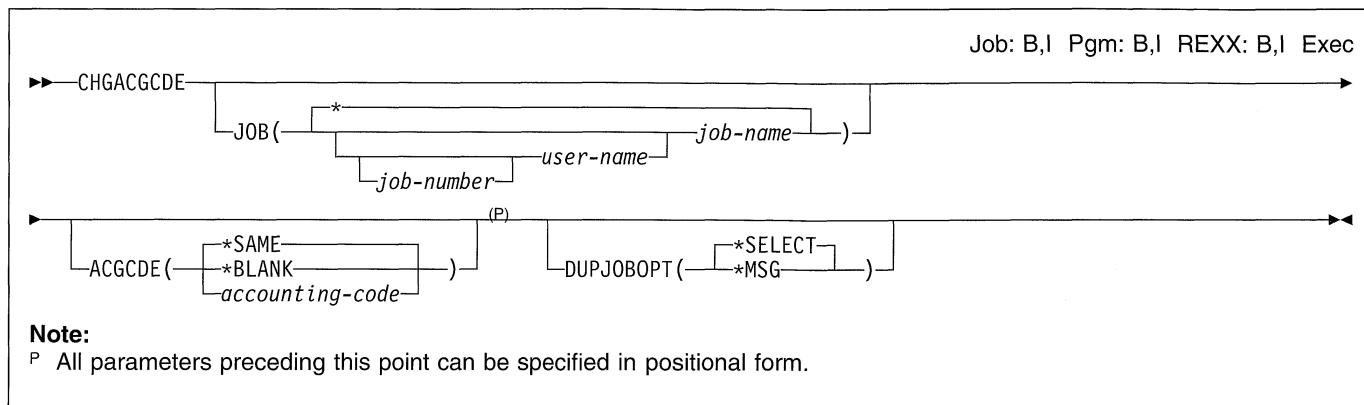 Job: B,I Pgm: B,I REXX: B,I Exec
CHGACGCDE
JOB( * job-name )
user-name
job-number
(P)
ACGCDE( *SAME DUPJOBOPT( *SELECT
*BLANK ) *MSG )
accounting-code
Note:
P All parameters preceding this point can be specified in positional form.